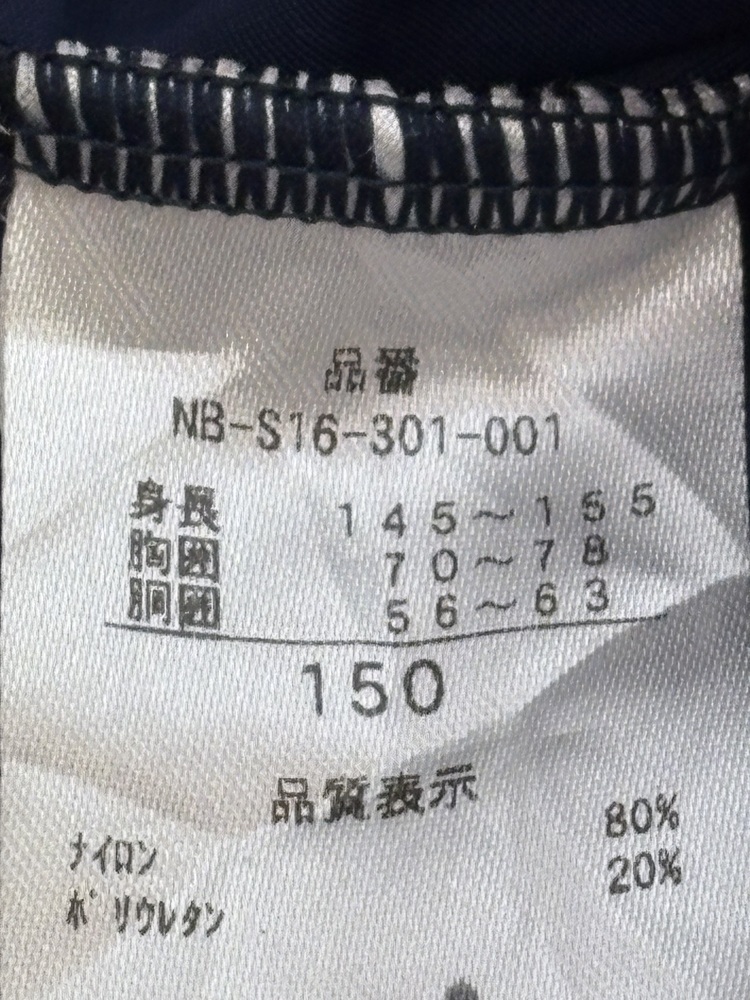 品番
NB-S16-301-001
身長 145～155
胸囲 70～78
胴囲 56～63
150
品質表示
ナイロン 80%
ポリウレタン 20%